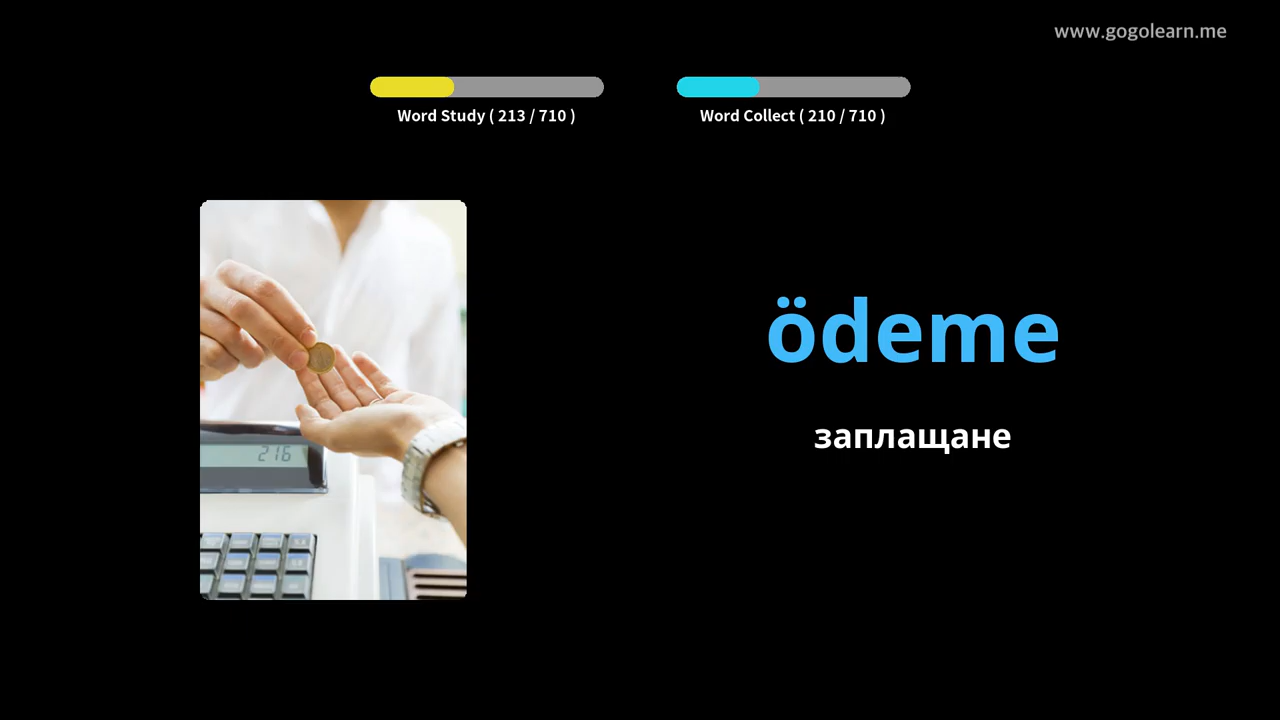 www.gogolearn.me
Word Study ( 213 / 710 )
Word Collect ( 210 / 710 )
ödeme
заплащане
216